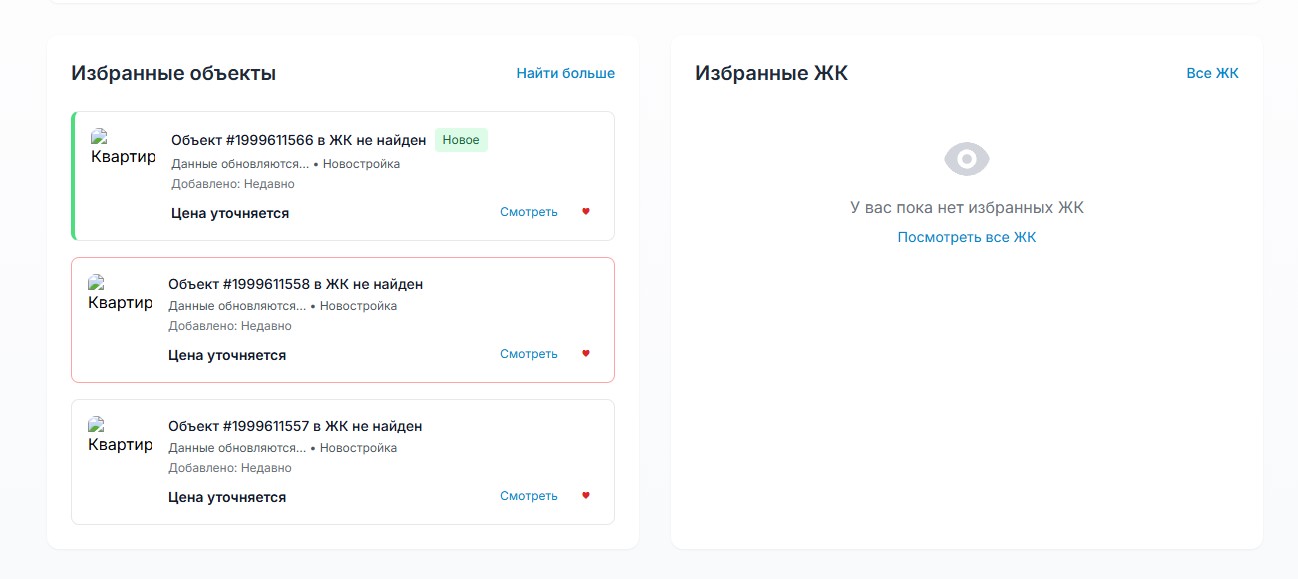 Избранные объекты
Найти больше
Квартир
Объект #1999611566 в ЖК не найден
Новое
Данные обновляются... • Новостройка
Добавлено: Недавно
Цена уточняется
Смотреть
Квартир
Объект #1999611558 в ЖК не найден
Данные обновляются... • Новостройка
Добавлено: Недавно
Цена уточняется
Смотреть
Квартир
Объект #1999611557 в ЖК не найден
Данные обновляются... • Новостройка
Добавлено: Недавно
Цена уточняется
Смотреть
Избранные ЖК
Все ЖК
У вас пока нет избранных ЖК
Посмотреть все ЖК